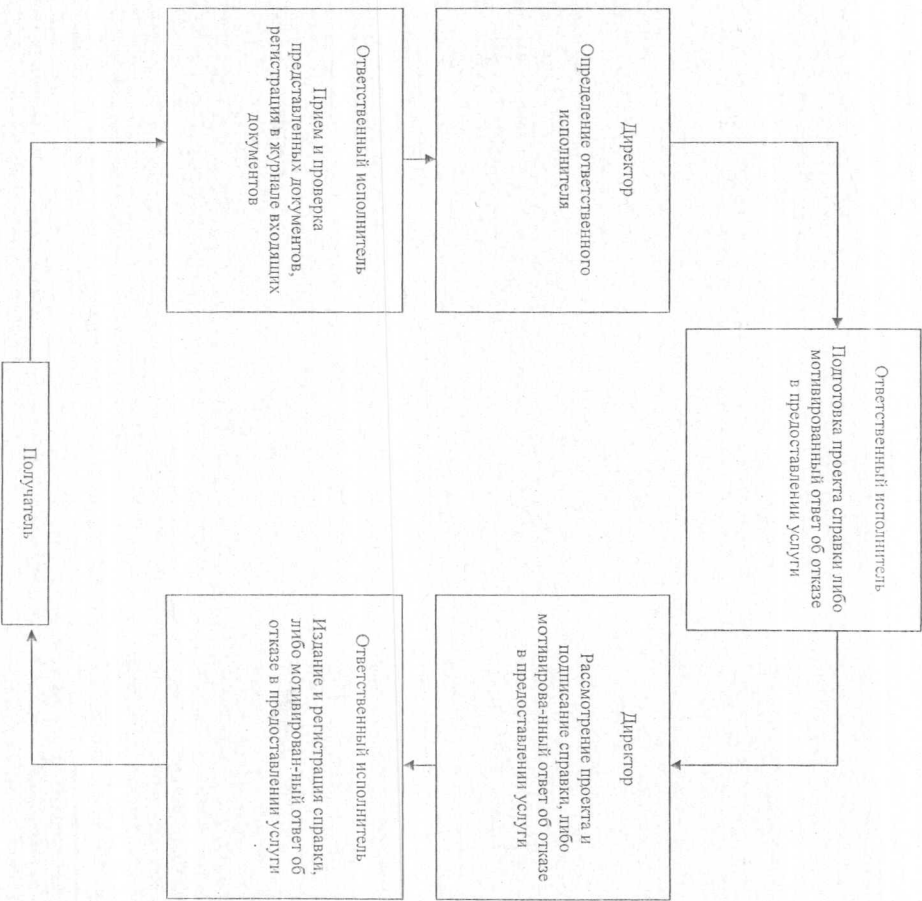 Ответственный исполнитель
Подготовка проекта справки либо
мотивированный ответ об отказе
в предоставлении услуги
Директор
Определение ответственного
исполнителя
Директор
Рассмотрение проекта и
подписание справки, либо
мотивирова-нный ответ об отказе
в предоставлении услуги
Ответственный исполнитель
Прием и проверка
представленных документов,
регистрация в журнале входящих
документов
Ответственный исполнитель
Издание и регистрация справки,
либо мотивирован-ный ответ об
отказе в предоставлении услуги
Получатель